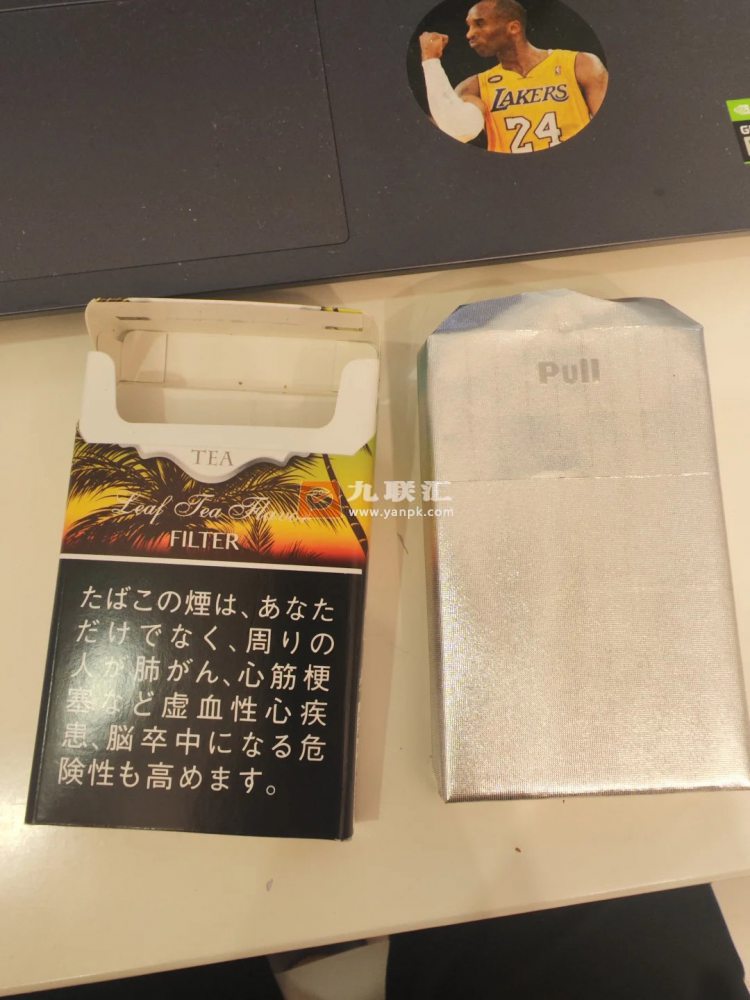 LAKERS
24
Pull
TEA
Leaf Tea Flavor
FILTER
九联汇
www.yanpk.com
たばこの煙は、あなた
だけでなく、周りの
人が肺がん、心筋梗
塞など虚血性心疾
患、脳卒中になる危
険性も高めます。